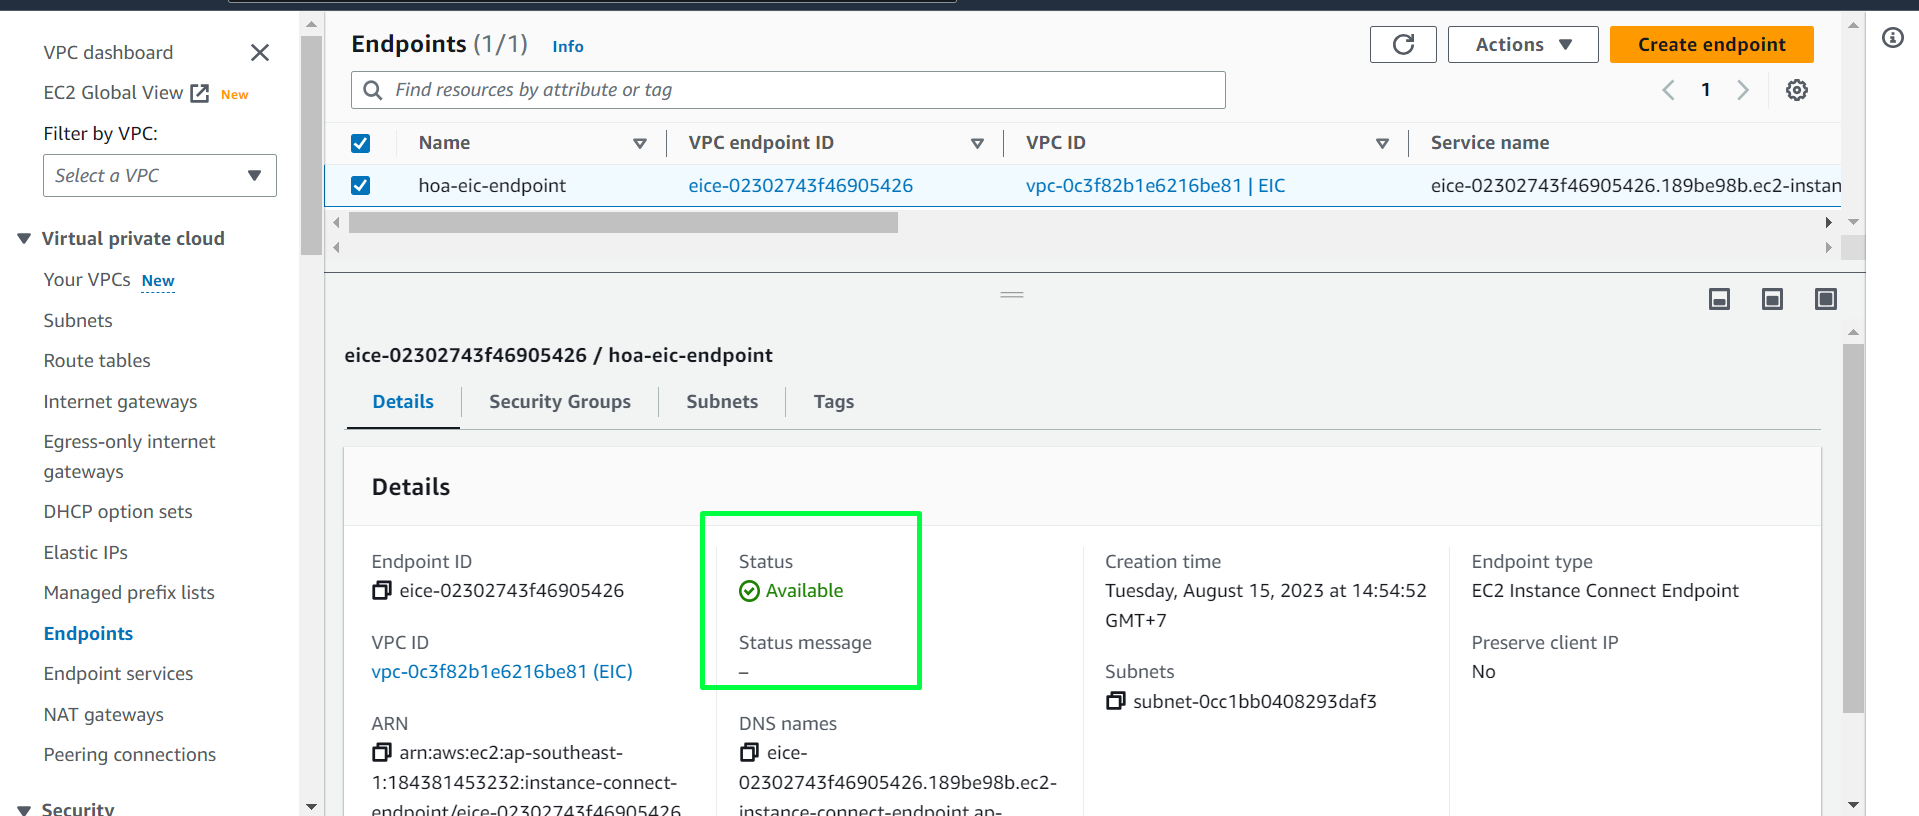 VPC dashboard
EC2 Global View New
Filter by VPC:
Select a VPC
Virtual private cloud
Your VPCs New
Subnets
Route tables
Internet gateways
Egress-only internet
gateways
DHCP option sets
Elastic IPs
Managed prefix lists
Endpoints
Endpoint services
NAT gateways
Peering connections
Security
Endpoints (1/1) Info
Actions
Create endpoint
Find resources by attribute or tag
1
Name VPC endpoint ID VPC ID Service name
hoa-eic-endpoint eice-02302743f46905426 vpc-0c3f82b1e6216be81 | EIC eice-02302743f46905426.189be98b.ec2-instan
eice-02302743f46905426 / hoa-eic-endpoint
Details Security Groups Subnets Tags
Details
Endpoint ID
eice-02302743f46905426
VPC ID
vpc-0c3f82b1e6216be81 (EIC)
ARN
arn:aws:ec2:ap-southeast-
1:184381453232:instance-connect-
endpoint/eice-02302743f46905426
Status
Available
Status message
–
DNS names
eice-
02302743f46905426.189be98b.ec2-
instance-connect-endpoint.ap-
Creation time
Tuesday, August 15, 2023 at 14:54:52
GMT+7
Subnets
subnet-0cc1bb0408293daf3
Endpoint type
EC2 Instance Connect Endpoint
Preserve client IP
No